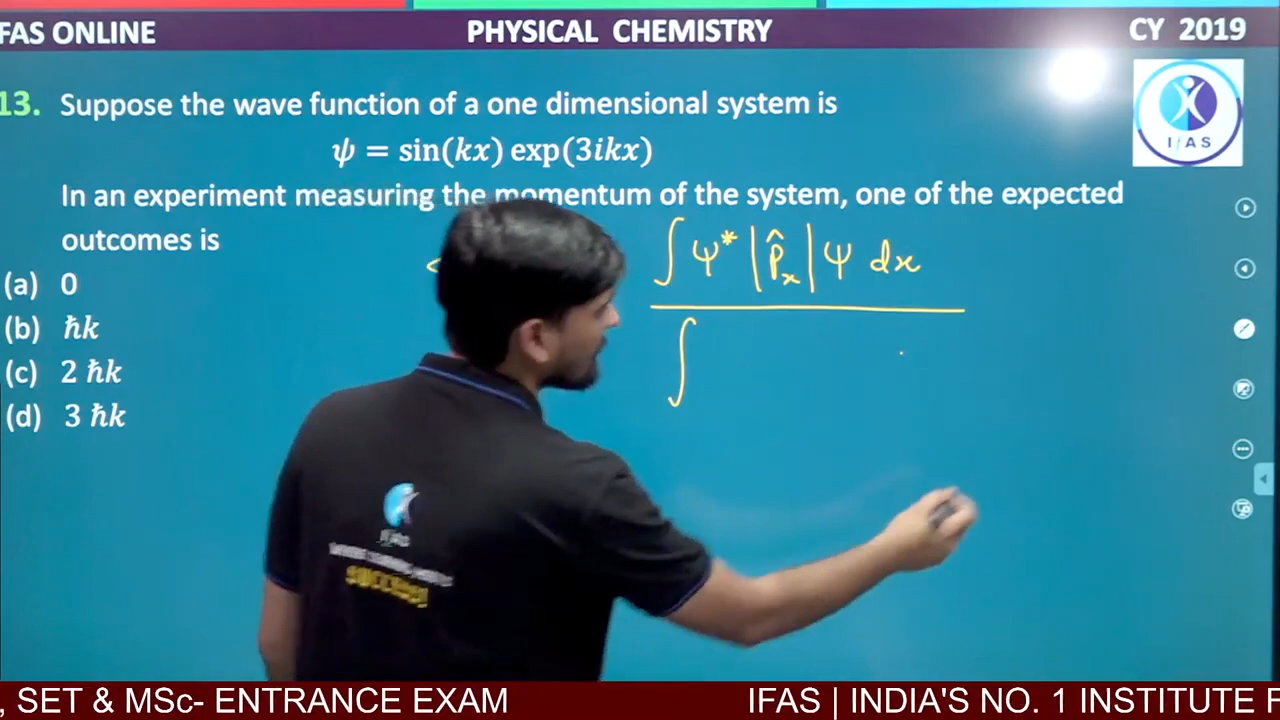 FAS ONLINE
PHYSICAL CHEMISTRY
CY 2019
13. Suppose the wave function of a one dimensional system is
ψ = sin(kx) exp(3ikx)
In an experiment measuring the momentum of the system, one of the expected
outcomes is
(a) 0
(b) ħk
(c) 2 ħk
(d) 3 ħk
∫ ψ* | P̂ₓ | ψ dx
∫
IfAS
, SET & MSc- ENTRANCE EXAM
IFAS | INDIA'S NO. 1 INSTITUTE F